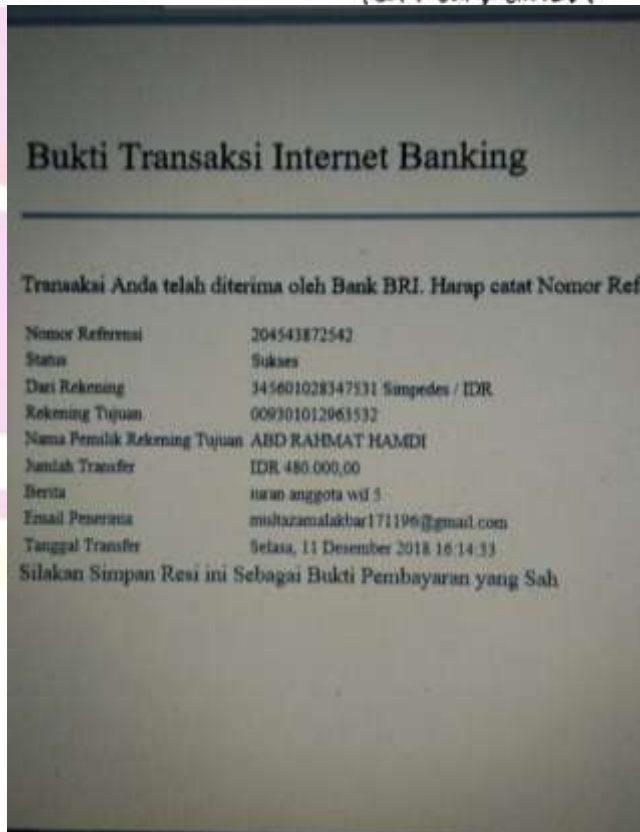 Bukti Transaksi Internet Banking
Transaksi Anda telah diterima oleh Bank BRI. Harap catat Nomor Ref
Nomor Referensi 204543872542
Status Sukses
Dari Rekening 345601028347531 Simpedes / IDR
Rekening Tujuan 009301012963532
Nama Pemilik Rekening Tujuan ABD RAHMAT HAMDI
Jumlah Transfer IDR 480.000,00
Berita iuran anggota wil 5
Email Penerima multazamalakbar171196@gmail.com
Tanggal Transfer Selasa, 11 Desember 2018 16:14:33
Silakan Simpan Resi ini Sebagai Bukti Pembayaran yang Sah